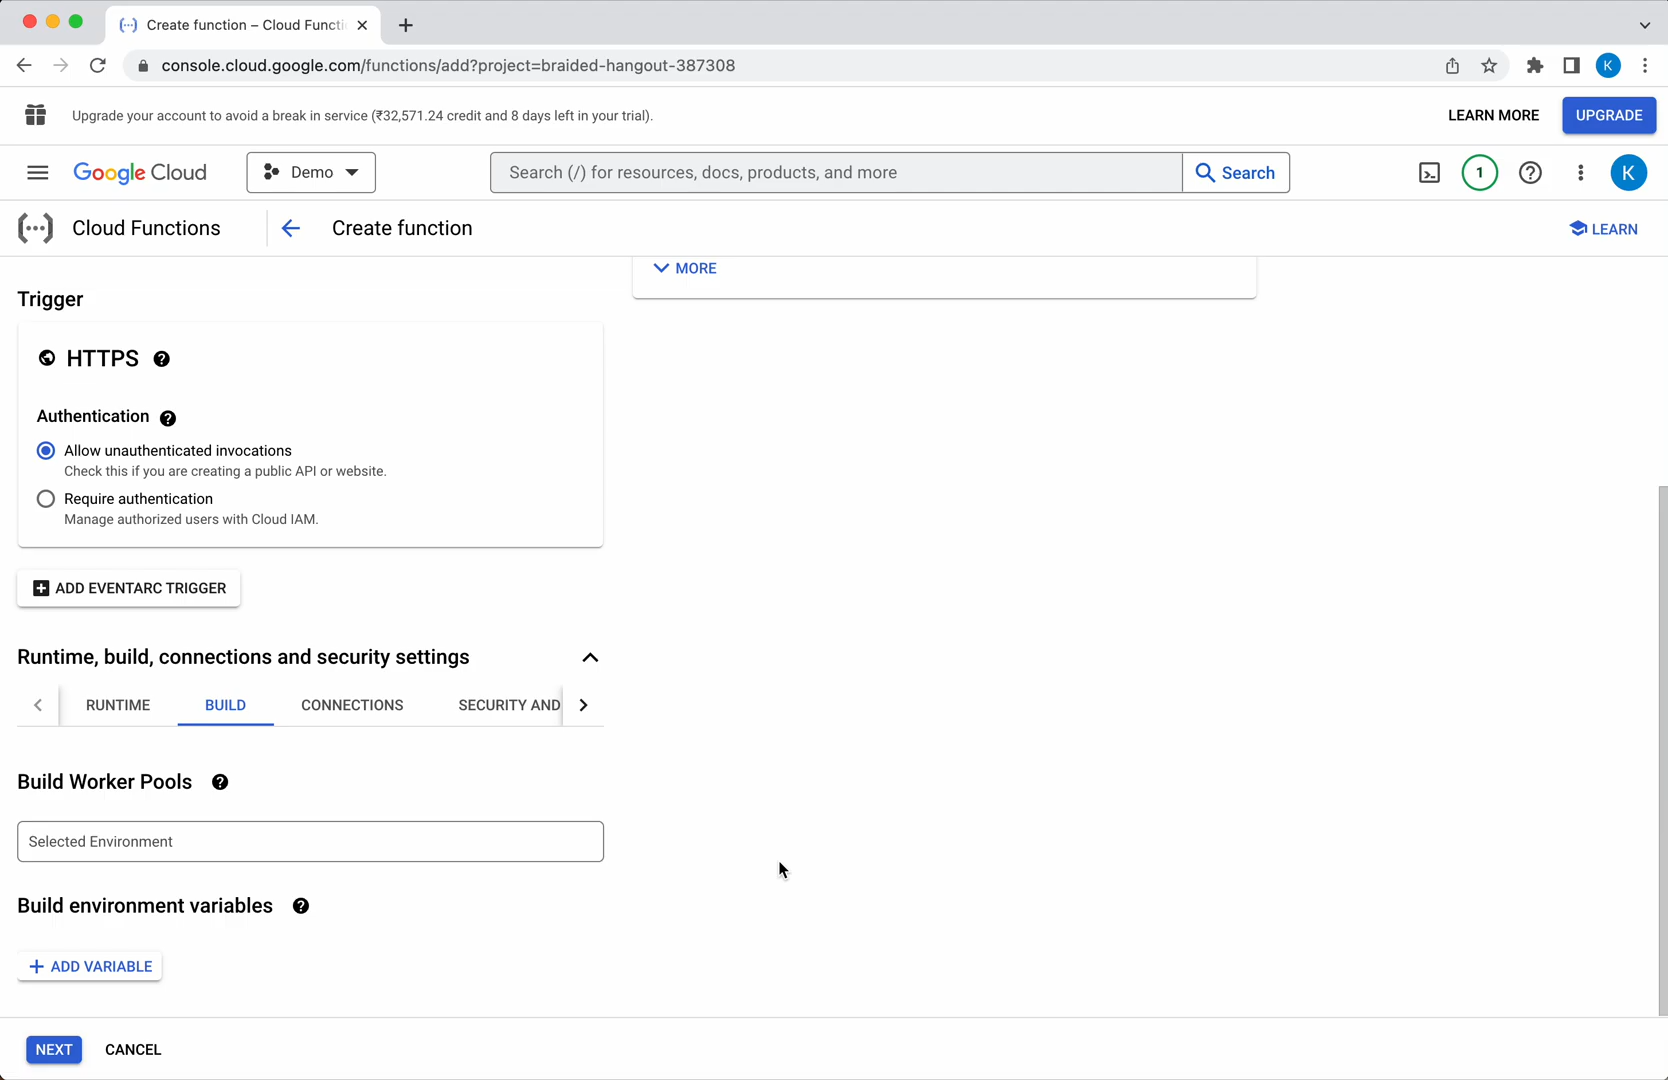 Create function – Cloud Functi
console.cloud.google.com/functions/add?project=braided-hangout-387308
K
Upgrade your account to avoid a break in service (₹32,571.24 credit and 8 days left in your trial).
LEARN MORE
UPGRADE
Google Cloud
Demo
Search (/) for resources, docs, products, and more
Search
1
K
Cloud Functions
Create function
LEARN
MORE
Trigger
HTTPS
Authentication
Allow unauthenticated invocations
Check this if you are creating a public API or website.
Require authentication
Manage authorized users with Cloud IAM.
ADD EVENTARC TRIGGER
Runtime, build, connections and security settings
RUNTIME
BUILD
CONNECTIONS
SECURITY AND
Build Worker Pools
Selected Environment
Build environment variables
ADD VARIABLE
NEXT
CANCEL